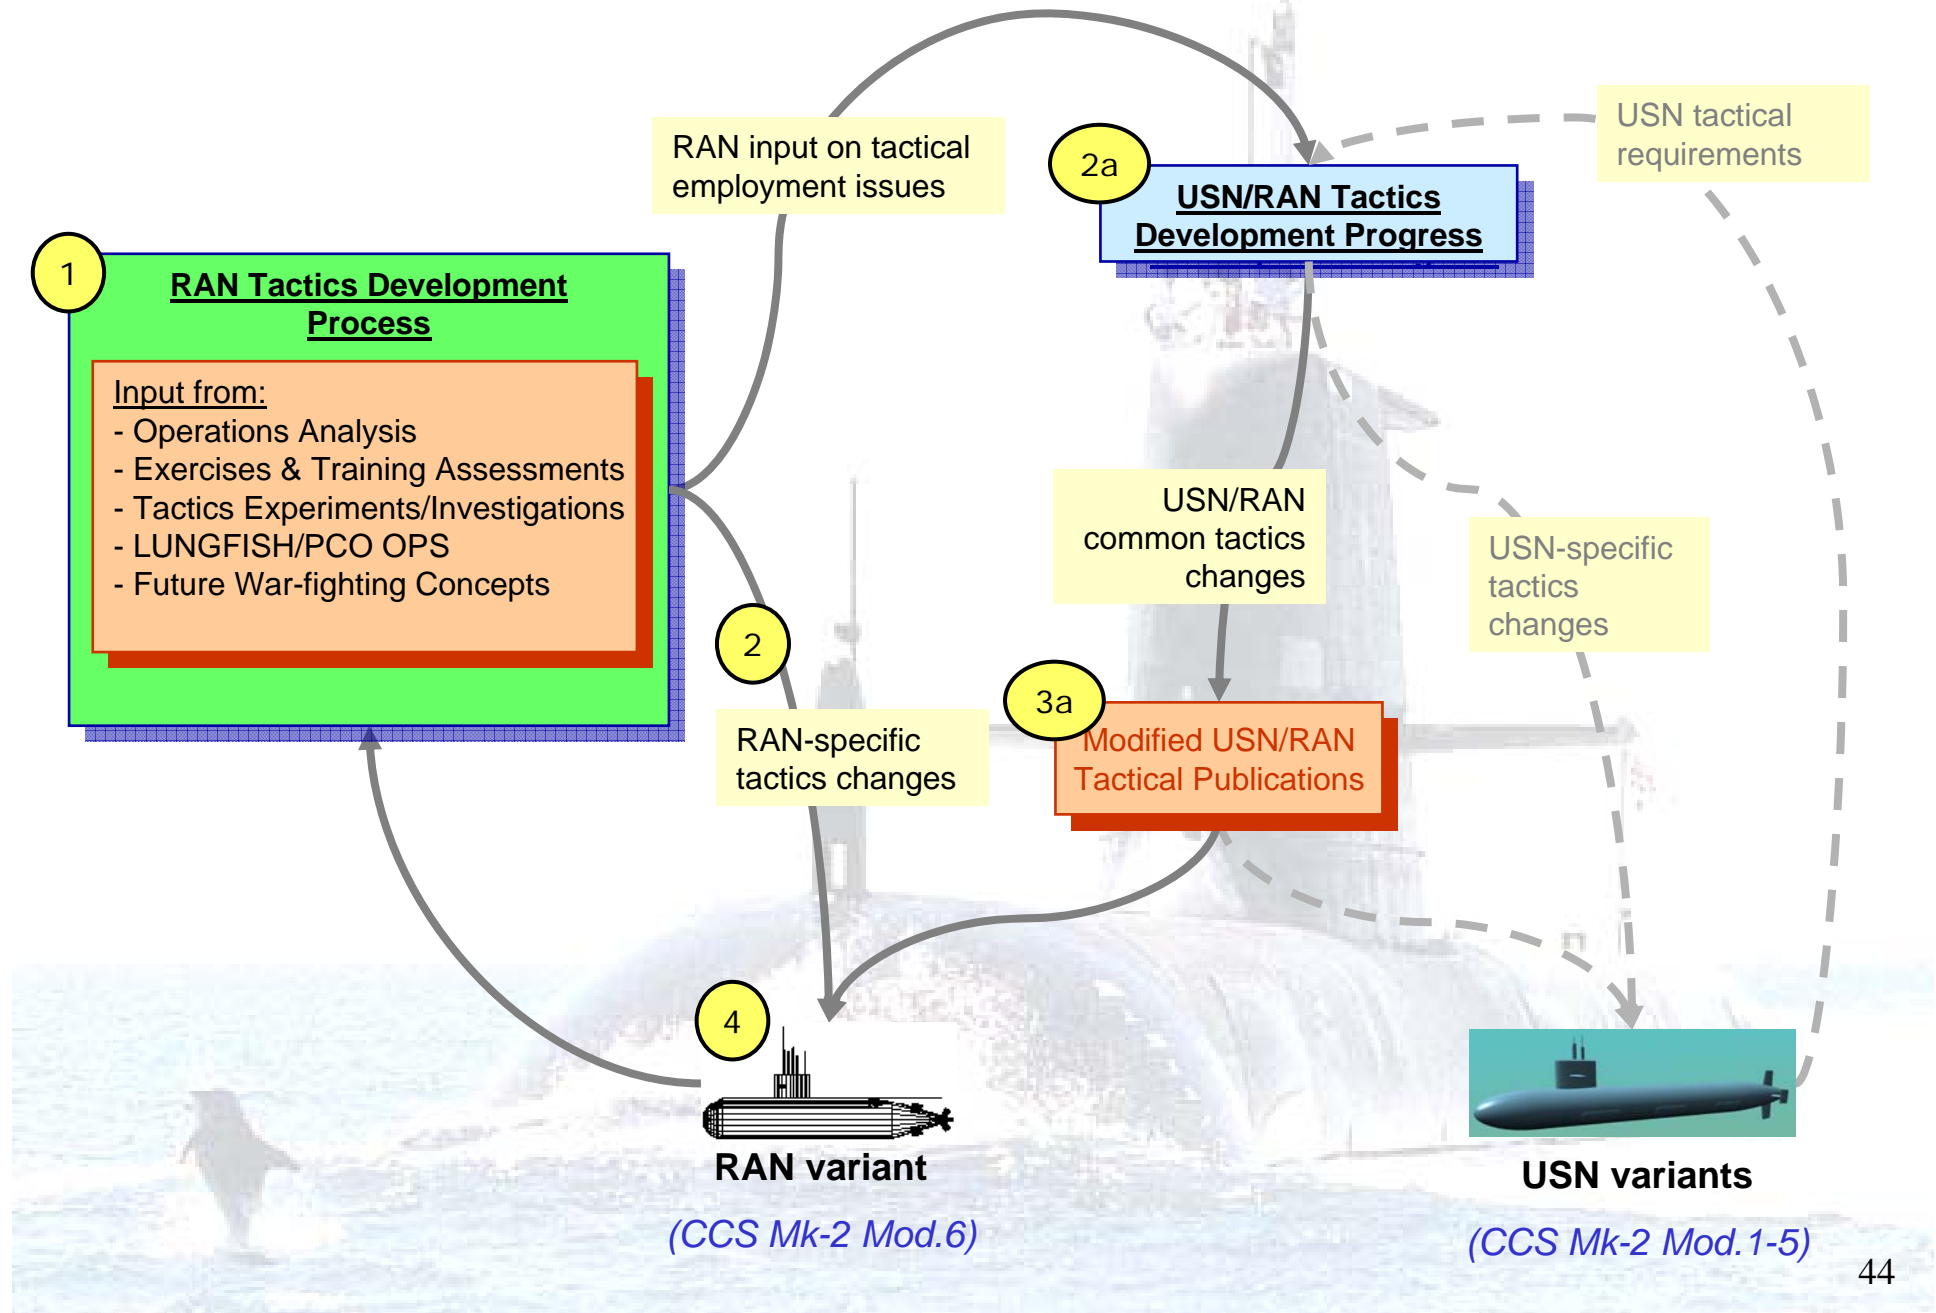 RAN input on tactical
employment issues
USN tactical
requirements
2a
USN/RAN Tactics
Development Progress
1
RAN Tactics Development
Process
Input from:
- Operations Analysis
- Exercises & Training Assessments
- Tactics Experiments/Investigations
- LUNGFISH/PCO OPS
- Future War-fighting Concepts
USN/RAN
common tactics
changes
USN-specific
tactics
changes
2
RAN-specific
tactics changes
3a
Modified USN/RAN
Tactical Publications
4
RAN variant
(CCS Mk-2 Mod.6)
USN variants
(CCS Mk-2 Mod.1-5)
44